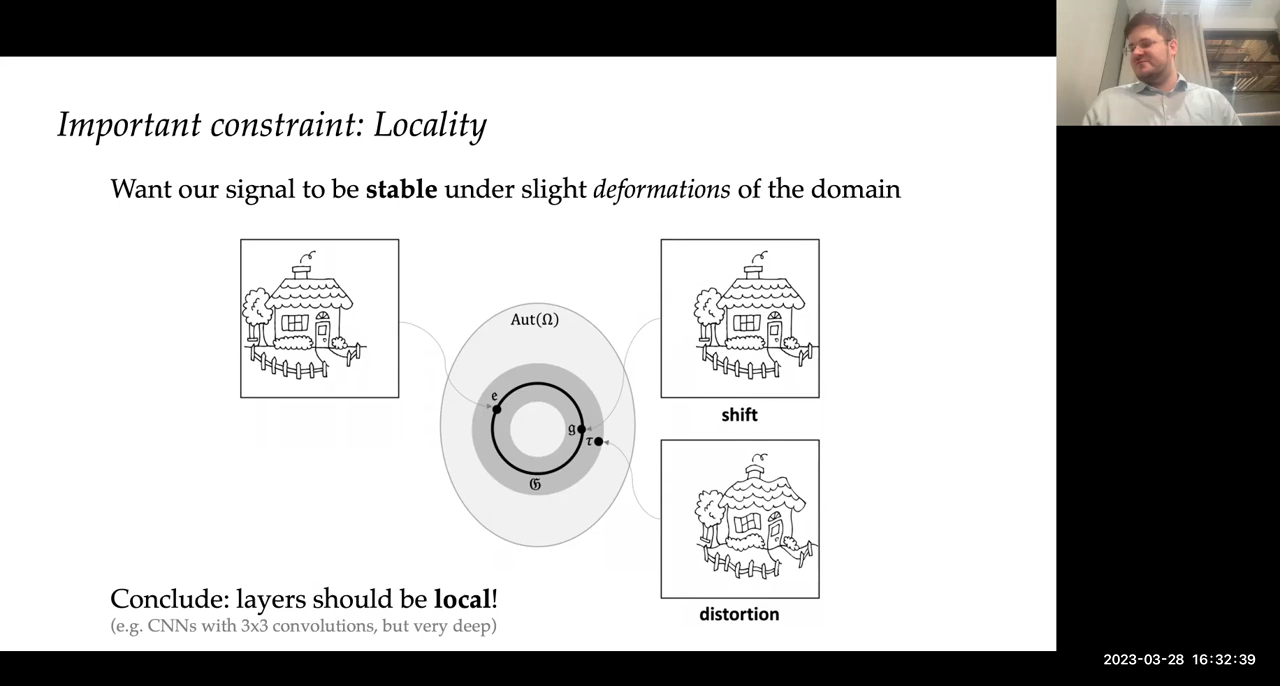 Important constraint: Locality
Want our signal to be stable under slight deformations of the domain
Aut(Ω)
e
g
τ
𝔊
shift
distortion
Conclude: layers should be local!
(e.g. CNNs with 3x3 convolutions, but very deep)
2023-03-28 16:32:39